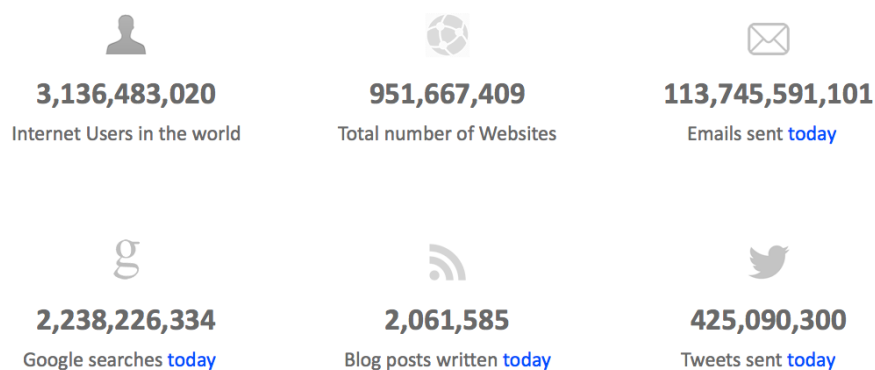 3,136,483,020
Internet Users in the world
951,667,409
Total number of Websites
113,745,591,101
Emails sent today
g
2,238,226,334
Google searches today
2,061,585
Blog posts written today
425,090,300
Tweets sent today